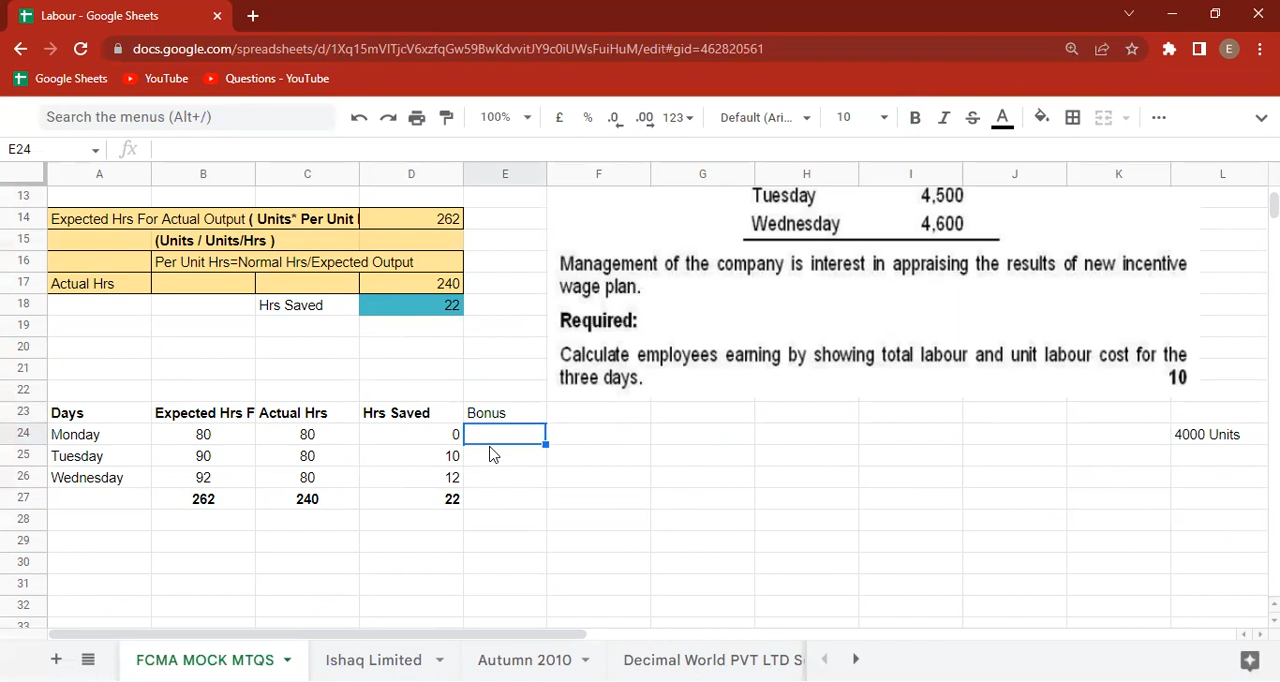 Labour - Google Sheets
docs.google.com/spreadsheets/d/1Xq15mVITjcV6xzfqGw59BwKdvvitJY9c0iUWsFuiHuM/edit#gid=462820561
E
Google Sheets YouTube Questions - YouTube
Search the menus (Alt+/) 100% £ % .0 .00 123 Default (Ari... 10 B I S A
E24 fx
A B C D E F G H I J K L
13 Tuesday 4,500
14 Expected Hrs For Actual Output ( Units* Per Unit 262
Wednesday 4,600
15 (Units / Units/Hrs )
16 Per Unit Hrs=Normal Hrs/Expected Output
Management of the company is interest in appraising the results of new incentive
17 Actual Hrs 240
wage plan.
18 Hrs Saved 22
Required:
19
20
Calculate employees earning by showing total labour and unit labour cost for the
21
three days. 10
22
23 Days Expected Hrs F Actual Hrs Hrs Saved Bonus
24 Monday 80 80 0 4000 Units
25 Tuesday 90 80 10
26 Wednesday 92 80 12
27 262 240 22
28
29
30
31
32
33
FCMA MOCK MTQS Ishaq Limited Autumn 2010 Decimal World PVT LTD S